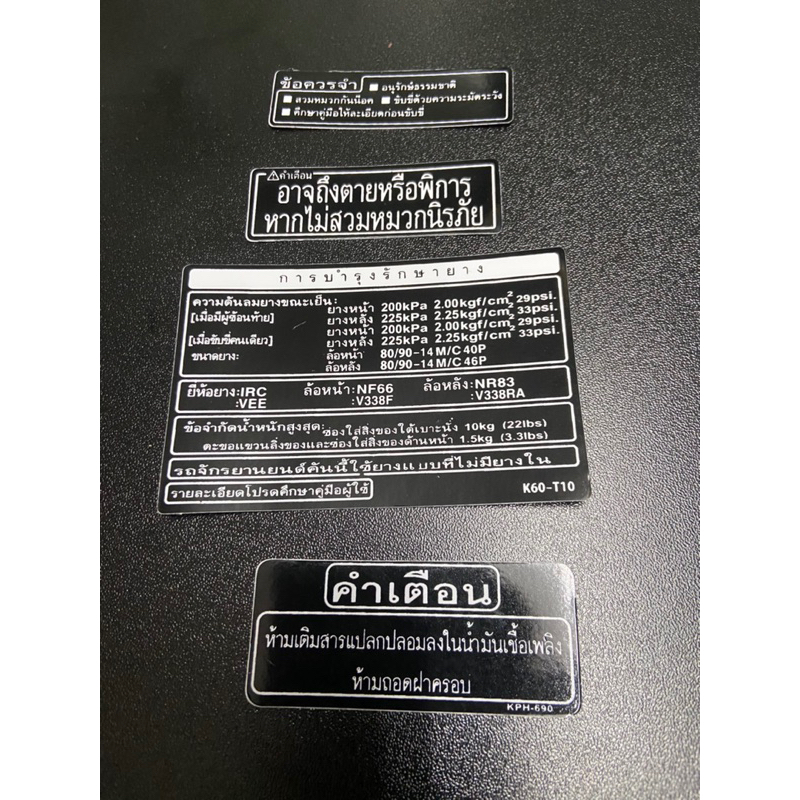 ข้อควรจำ ■ อนุรักษ์ธรรมชาติ
■ สวมหมวกกันน๊อค ■ ขับขี่ด้วยความระมัดระวัง
■ ศึกษาคู่มือให้ละเอียดก่อนขับขี่
⚠คำเตือน
อาจถึงตายหรือพิการ
หากไม่สวมหมวกนิรภัย
การบำรุงรักษายาง
ความดันลมยางขณะเย็น:
[เมื่อมีผู้ซ้อนท้าย] ยางหน้า 200kPa 2.00kgf/cm² 29psi.
ยางหลัง 225kPa 2.25kgf/cm² 33psi.
[เมื่อขับขี่คนเดียว] ยางหน้า 200kPa 2.00kgf/cm² 29psi.
ยางหลัง 225kPa 2.25kgf/cm² 33psi.
ขนาดยาง: ล้อหน้า 80/90-14 M/C 40P
ล้อหลัง 80/90-14 M/C 46P
ยี่ห้อยาง:IRC ล้อหน้า:NF66 ล้อหลัง:NR83
:VEE :V338F :V338RA
ข้อจำกัดน้ำหนักสูงสุด: ช่องใส่สิ่งของใต้เบาะนั่ง 10kg (22lbs)
ตะขอแขวนสิ่งของและช่องใส่สิ่งของด้านหน้า 1.5kg (3.3lbs)
รถจักรยานยนต์คันนี้ใช้ยางแบบที่ไม่มียางใน
รายละเอียดโปรดศึกษาคู่มือผู้ใช้ K60-T10
คำเตือน
ห้ามเติมสารแปลกปลอมลงในน้ำมันเชื้อเพลิง
ห้ามถอดฝาครอบ
KPH-690